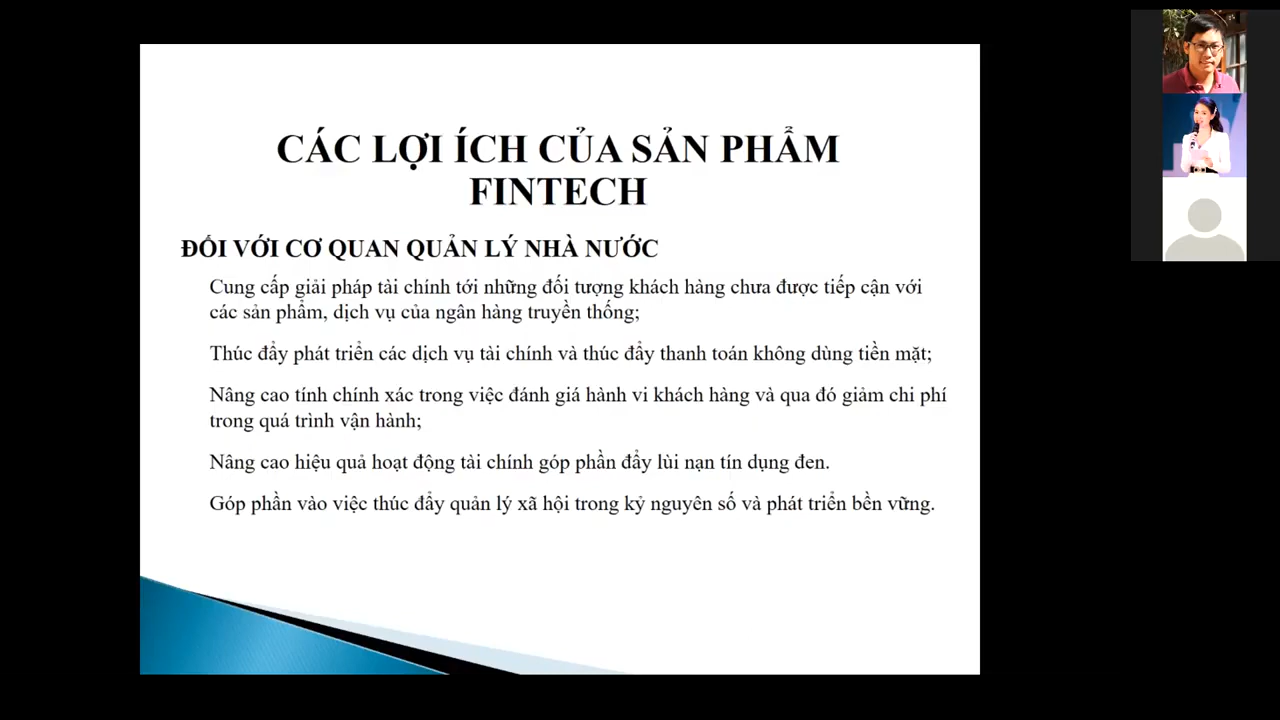 CÁC LỢI ÍCH CỦA SẢN PHẨM
FINTECH
ĐỐI VỚI CƠ QUAN QUẢN LÝ NHÀ NƯỚC
Cung cấp giải pháp tài chính tới những đối tượng khách hàng chưa được tiếp cận với
các sản phẩm, dịch vụ của ngân hàng truyền thống;
Thúc đẩy phát triển các dịch vụ tài chính và thúc đẩy thanh toán không dùng tiền mặt;
Nâng cao tính chính xác trong việc đánh giá hành vi khách hàng và qua đó giảm chi phí
trong quá trình vận hành;
Nâng cao hiệu quả hoạt động tài chính góp phần đẩy lùi nạn tín dụng đen.
Góp phần vào việc thúc đẩy quản lý xã hội trong kỷ nguyên số và phát triển bền vững.